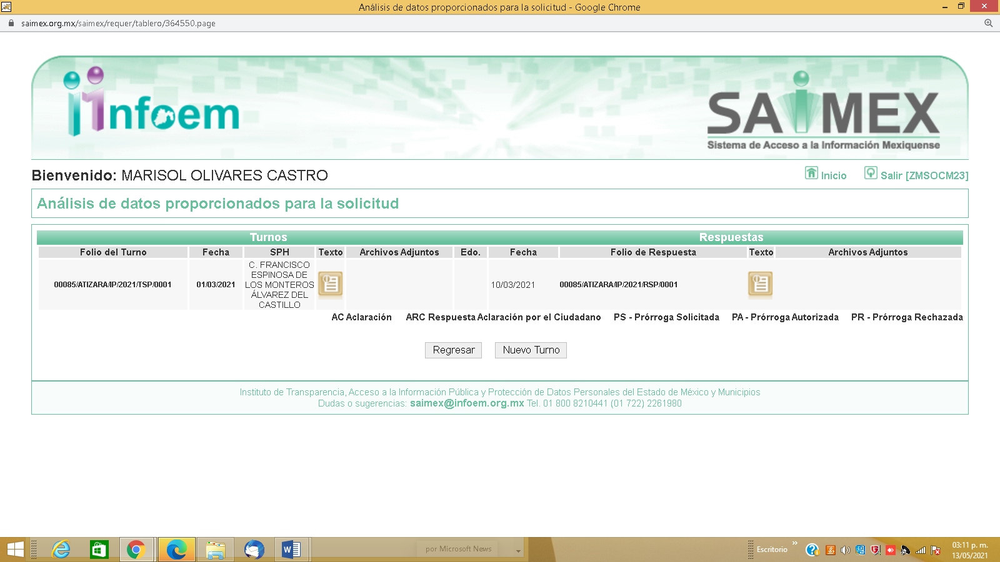 Análisis de datos proporcionados para la solicitud - Google Chrome
saimex.org.mx/saimex/requer/tablero/364550.page
infoem
SAIMEX
Sistema de Acceso a la Información Mexiquense
Bienvenido: MARISOL OLIVARES CASTRO
Inicio Salir [ZMSOCM23]
Análisis de datos proporcionados para la solicitud
Turnos Respuestas
Folio del Turno Fecha SPH Texto Archivos Adjuntos Edo. Fecha Folio de Respuesta Texto Archivos Adjuntos
00085/ATIZARA/IP/2021/TSP/0001 01/03/2021 C. FRANCISCO ESPINOSA DE LOS MONTEROS ÁLVAREZ DEL CASTILLO 10/03/2021 00085/ATIZARA/IP/2021/RSP/0001
AC Aclaración ARC Respuesta Aclaración por el Ciudadano PS - Prórroga Solicitada PA - Prórroga Autorizada PR - Prórroga Rechazada
Regresar Nuevo Turno
Instituto de Transparencia, Acceso a la Información Pública y Protección de Datos Personales del Estado de México y Municipios
Dudas o sugerencias: saimex@infoem.org.mx Tel. 01 800 8210441 (01 722) 2261980
por Microsoft News
Escritorio
03:11 p. m.
13/05/2021